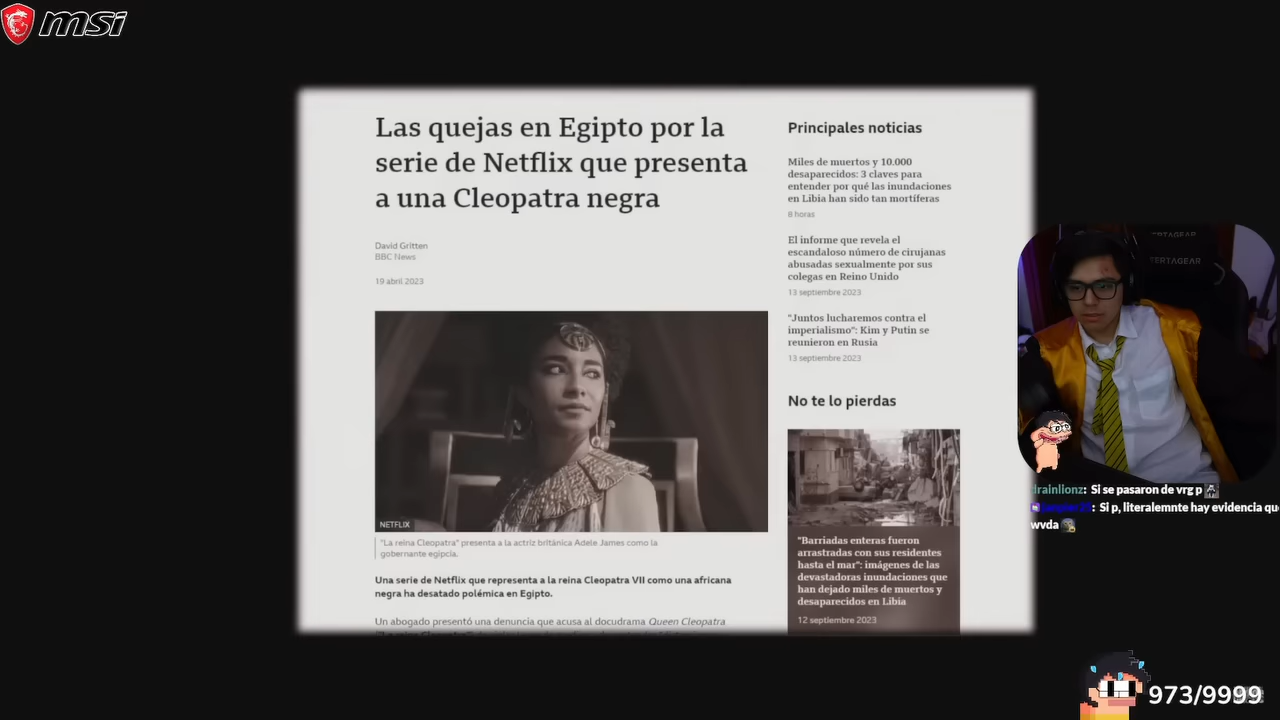 msi
Las quejas en Egipto por la
serie de Netflix que presenta
a una Cleopatra negra
David Gritten
BBC News
19 abril 2023
NETFLIX
"La reina Cleopatra" presenta a la actriz británica Adele James como la
gobernante egipcia.
Una serie de Netflix que representa a la reina Cleopatra VII como una africana
negra ha desatado polémica en Egipto.
Un abogado presentó una denuncia que acusa al docudrama Queen Cleopatra
Principales noticias
Miles de muertos y 10.000
desaparecidos: 3 claves para
entender por qué las inundaciones
en Libia han sido tan mortíferas
8 horas
El informe que revela el
escandaloso número de cirujanas
abusadas sexualmente por sus
colegas en Reino Unido
13 septiembre 2023
"Juntos lucharemos contra el
imperialismo": Kim y Putin se
reunieron en Rusia
13 septiembre 2023
No te lo pierdas
"Barriadas enteras fueron
arrastradas con sus residentes
hasta el mar": imágenes de las
devastadoras inundaciones que
han dejado miles de muertos y
desaparecidos en Libia
12 septiembre 2023
SERTAGEAR
drainlionz: Si se pasaron de vrg p
: Si p, literalemnte hay evidencia que
wvda
973/9999